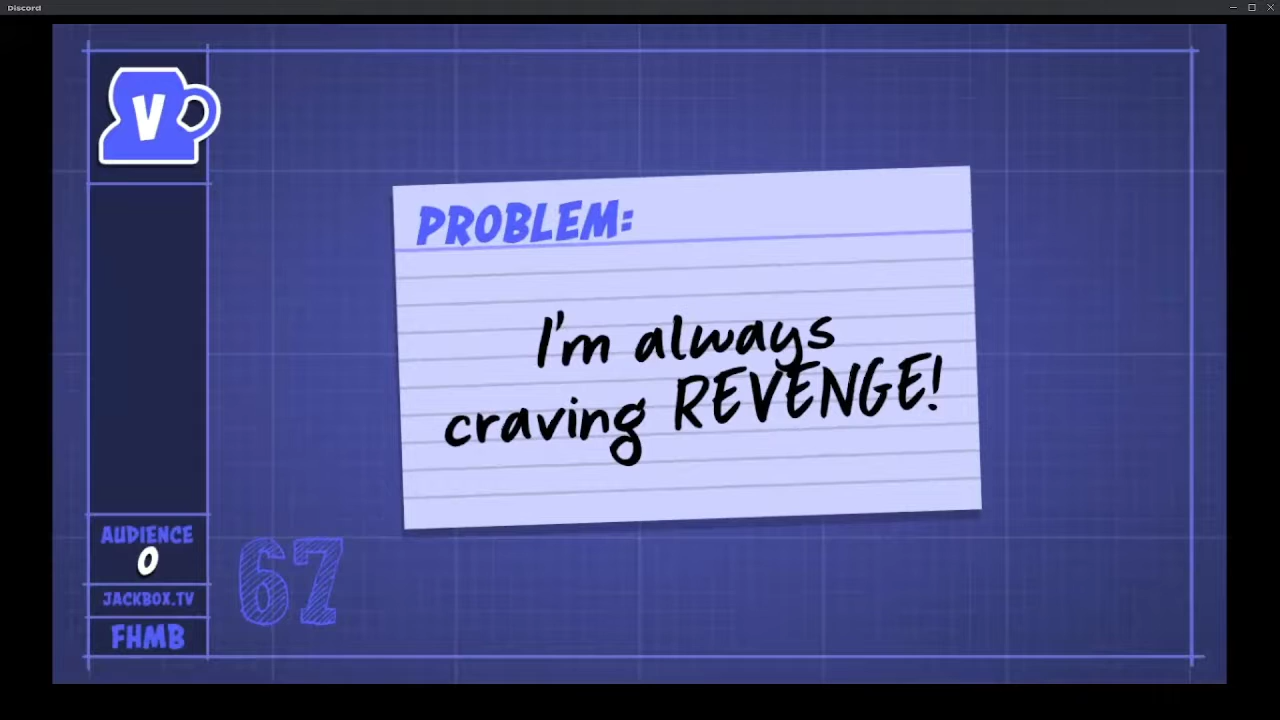 Discord
V
PROBLEM:
I'm always
craving REVENGE!
AUDIENCE
0
JACKBOX.TV
FHMB
67